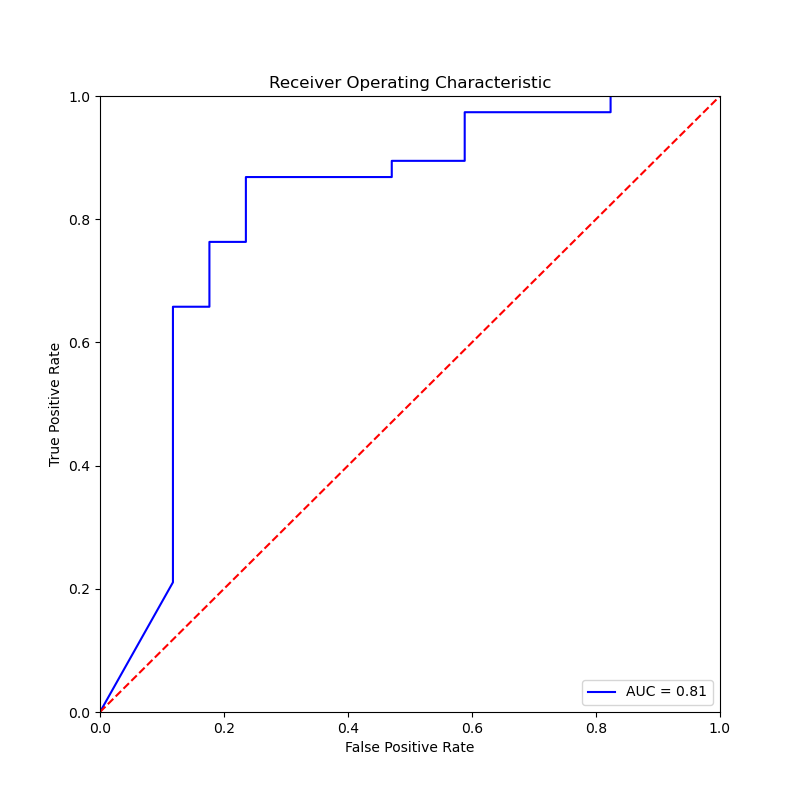 Receiver Operating Characteristic
1.0
0.8
0.6
0.4
0.2
0.0
True Positive Rate
AUC = 0.81
0.0 0.2 0.4 0.6 0.8 1.0
False Positive Rate